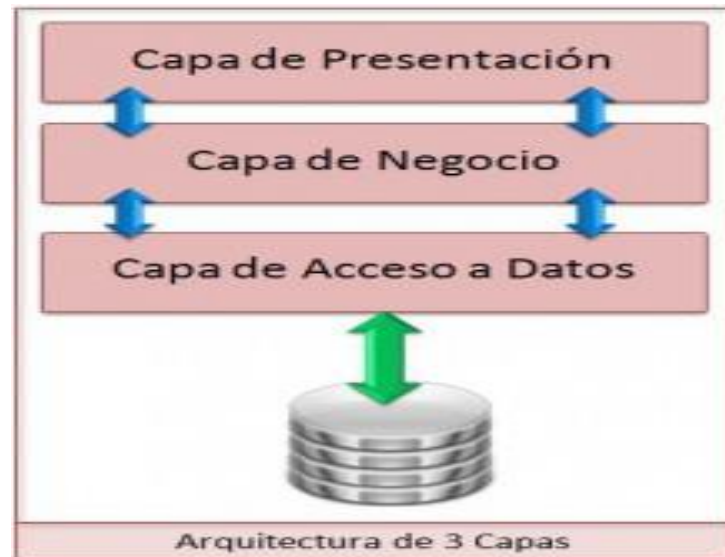 Capa de Presentación
Capa de Negocio
Capa de Acceso a Datos
Arquitectura de 3 Capas